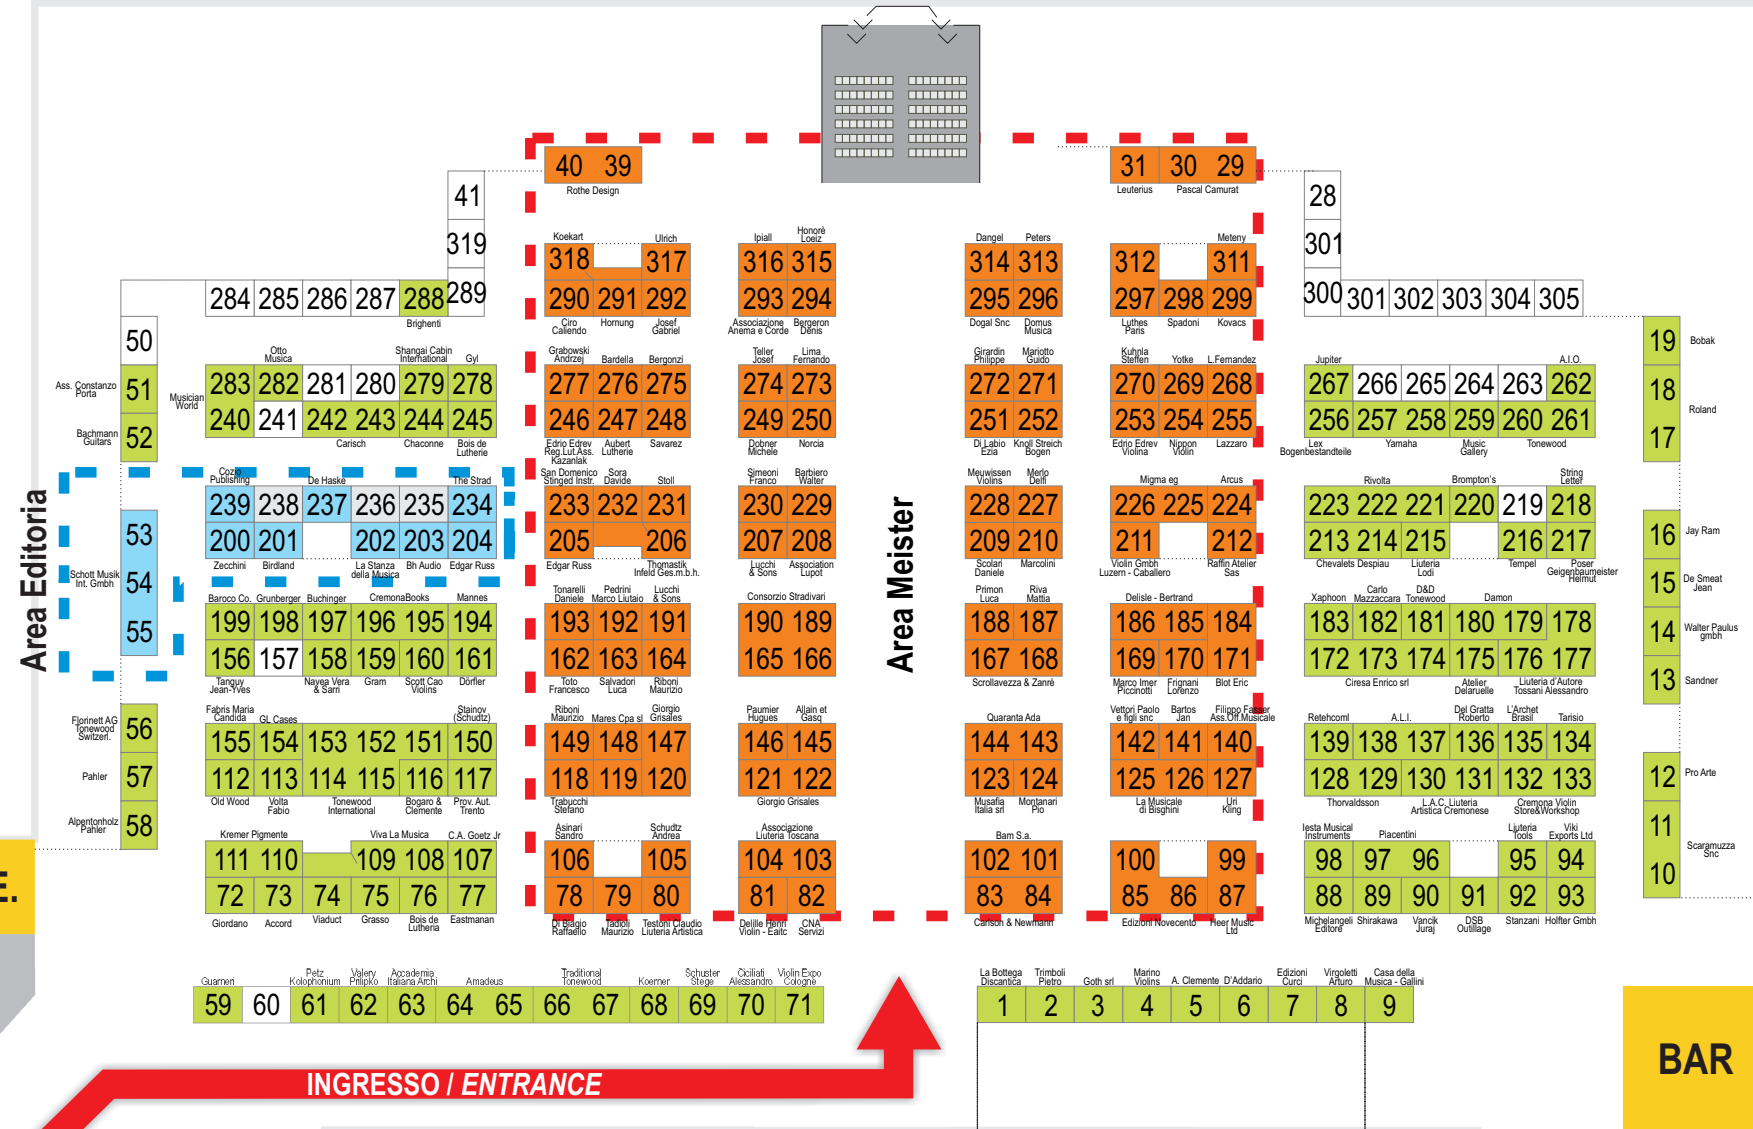 40 39
Rothe Design
31 30 29
Leuterius Pascal Camurat
41
28
319
301
Koekart Ulrich
Ipiall Honorè Loeiz
Dangel Peters
Meteny
318 317 316 315 314 313 312 311
284 285 286 287 288 289
Brighenti
290 291 292 293 294 295 296 297 298 299
300 301 302 303 304 305
Ciro Caliendo
Hornung
Josef Gabriel
Associazione Anema e Corde
Bergeron Denis
Dogal Snc
Domus Musica
Luthes Paris
Spadoni
Kovacs
50
19 Bobak
Otto Musica
Shangai Cabin International
Gyl
Grabowski Andrzej
Bardella
Bergonzi
Teller Josef
Lima Fernando
Girardin Philippe
Mariotto Guido
Kuhnla Steffen
Yotke
L.Fernandez
Jupiter
A.I.O.
Ass. Constanzo Porta
51
Musician World
283 282 281 280 279 278 277 276 275 274 273 272 271 270 269 268 267 266 265 264 263 262
18
Roland
17
Bachmann Guitars
52
240 241 242 243 244 245 246 247 248 249 250 251 252 253 254 255 256 257 258 259 260 261
Carisch
Chaconne
Bois de Lutherie
Edrio Edrev Reg.Lut.Ass. Kazanlak
Aubert Lutherie
Savarez
Dobner Michele
Norcia
Di Labio Ezia
Knoll Streich Bogen
Edrio Edrev Violina
Nippon Violin
Lazzaro
Lex Bogenbestandteile
Yamaha
Music Gallery
Tonewood
Area Editoria
Cozio Publishing
De Haske
The Strad
San Domenico Stinged Instr.
Sora Davide
Stoll
Simeoni Franco
Barbiero Walter
Meuwissen Violins
Merlo Delfi
Migma eg
Arcus
Rivolta
Brompton's
String Letter
239 238 237 236 235 234 233 232 231 230 229 228 227 226 225 224 223 222 221 220 219 218
53
54
55
Schott Musik Int. Gmbh
200 201 202 203 204 205 206 207 208 209 210 211 212 213 214 215 216 217
16 Jay Ram
Zecchini
Birdland
La Stanza della Musica
Bh Audio
Edgar Russ
Edgar Russ
Thomastik Infeld Ges.m.b.h.
Lucchi & Sons
Association Lupot
Scolari Daniele
Marcolini
Violin Gmbh Luzern - Caballero
Raffin Atelier Sas
Chevalets Despiau
Liuteria Lodi
Tempel
Poser Geigenbaumeister Helmut
Area Meister
15 De Smeat Jean
Baroco Co.
Grunberger
Buchinger
CremonaBooks
Mannes
Tonarelli Daniele
Pedrini Marco Liutaio
Lucchi & Sons
Consorzio Stradivari
Primon Luca
Riva Mattia
Delisle - Bertrand
Xaphoon
Carlo Mazzaccara
D&D Tonewood
Damon
199 198 197 196 195 194 193 192 191 190 189 188 187 186 185 184 183 182 181 180 179 178
14 Walter Paulus gmbh
156 157 158 159 160 161 162 163 164 165 166 167 168 169 170 171 172 173 174 175 176 177
13 Sandner
Tanguy Jean-Yves
Nayea Vera & Sarri
Gram
Scott Cao Violins
Dörfler
Toto Francesco
Salvadori Luca
Riboni Maurizio
Scrollavezza & Zanrè
Marco Imer Piccinotti
Frignani Lorenzo
Blot Eric
Ciresa Enrico srl
Atelier Delaruelle
Liuteria d'Autore Tossani Alessandro
Florinett AG Tonewood Switzerl.
56
Fabris Maria Candida
GL Cases
Stainov (Schudtz)
Riboni Maurizio
Mares Cpa sl
Giorgio Grisales
Paumier Hugues
Allain et Gasq
Quaranta Ada
Vettori Paolo e figli snc
Bartos Jan
Filippo Fasser Ass.Off.Musicale
Retehcoml
A.L.I.
Del Gratta Roberto
L'Archet Brasil
Tarisio
155 154 153 152 151 150 149 148 147 146 145 144 143 142 141 140 139 138 137 136 135 134
Pahler
57
112 113 114 115 116 117 118 119 120 121 122 123 124 125 126 127 128 129 130 131 132 133
12 Pro Arte
Old Wood
Volta Fabio
Tonewood International
Bogaro & Clemente
Prov. Aut. Trento
Trabucchi Stefano
Giorgio Grisales
Musafia Italia srl
Montanari Pio
La Musicale di Bisghini
Uri Kling
Thorvaldsson
L.A.C. Liuteria Artistica Cremonese
Cremona Violin Store&Workshop
Alpentonholz Pahler
58
11
10
Scaramuzza Snc
Kremer Pigmente
Viva La Musica
C.A. Goetz Jr
Asinari Sandro
Schudtz Andrea
Associazione Liuteria Toscana
Bam S.a.
Iesta Musical Instruments
Piacentini
Liuteria Tools
Viki Exports Ltd
111 110 109 108 107 106 105 104 103 102 101 100 99 98 97 96 95 94
E.
72 73 74 75 76 77 78 79 80 81 82 83 84 85 86 87 88 89 90 91 92 93
Giordano
Accord
Viaduct
Grasso
Bois de Lutheria
Eastmanan
Di Biagio Raffaello
Tadioli Maurizio
Testoni Claudio Liuteria Artistica
Delille Henri Violin - Eaitc
CNA Servizi
Carlson & Newmann
Edizioni Novecento
Heer Music Ltd
Michelangeli Editore
Shirakawa
Vancik Juraj
DSB Outillage
Stanzani
Holfter Gmbh
Guarneri
Petz Kolophonium
Valery Prilipko
Accademia Italiana Archi
Amadeus
Traditional Tonewood
Koerner
Schuster Stege
Ciciliati Alessandro
Violin Expo Cologne
59 60 61 62 63 64 65 66 67 68 69 70 71
La Bottega Discantica
Trimboli Pietro
Goth srl
Marino Violins
A. Clemente
D'Addario
Edizioni Curci
Virgoletti Arturo
Casa della Musica - Gallini
1 2 3 4 5 6 7 8 9
INGRESSO / ENTRANCE
BAR